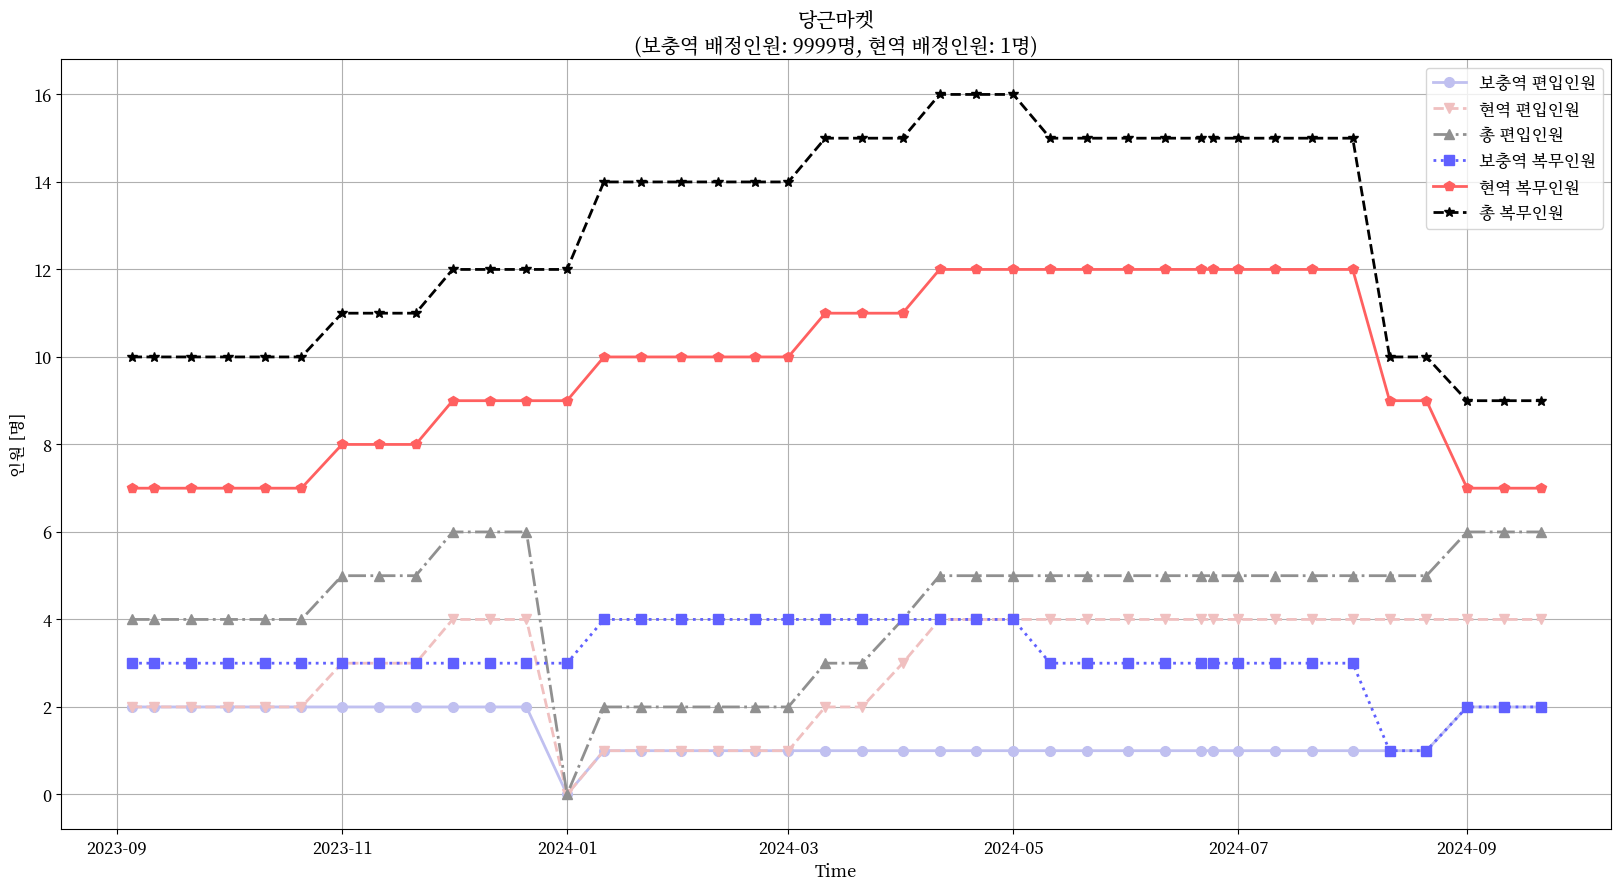 당근마켓
(보충역 배정인원: 9999명, 현역 배정인원: 1명)
보충역 편입인원
현역 편입인원
총 편입인원
보충역 복무인원
현역 복무인원
총 복무인원
인원 [명]
16
14
12
10
8
6
4
2
0
2023-09
2023-11
2024-01
2024-03
2024-05
2024-07
2024-09
Time